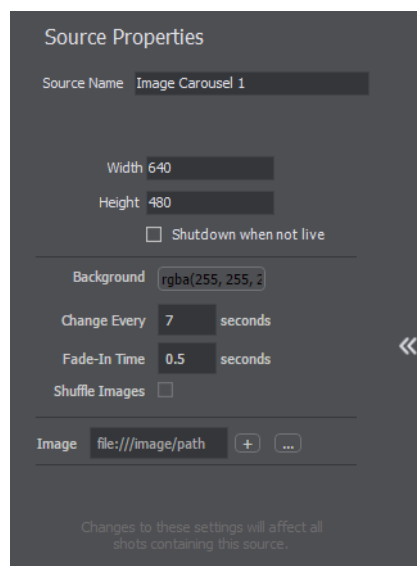 Source Properties
Source Name Image Carousel 1
Width 640
Height 480
Shutdown when not live
Background rgba(255, 255, 2
Change Every 7 seconds
Fade-In Time 0.5 seconds
Shuffle Images
Image file:///image/path + ...
Changes to these settings will affect all
shots containing this source.